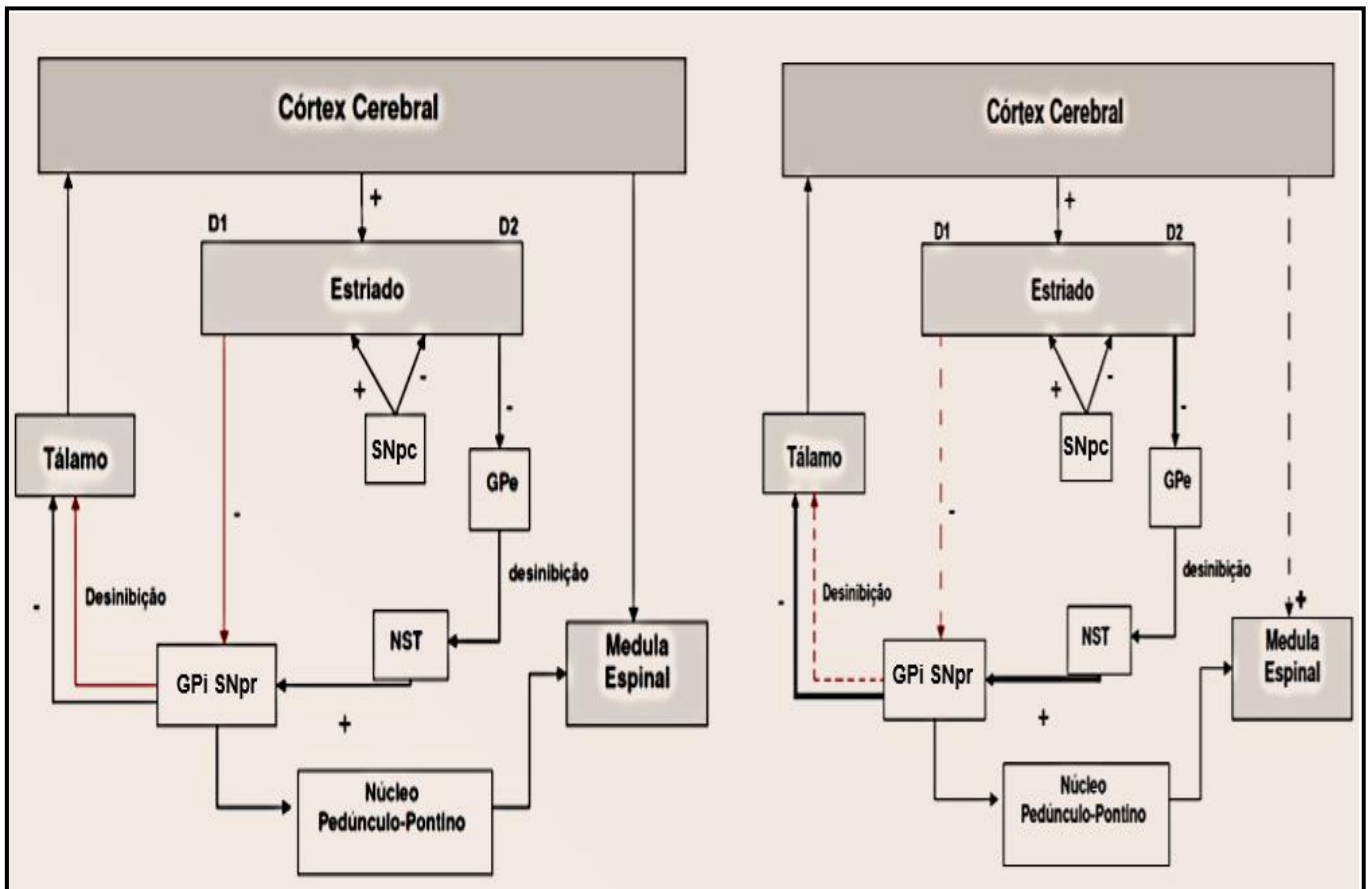 Córtex Cerebral
+
D1
D2
Estriado
+
-
SNpc
-
GPe
Tálamo
-
-
Desinibição
desinibição
NST
GPi SNpr
+
Medula
Espinal
Núcleo
Pedúnculo-Pontino
Córtex Cerebral
+
D1
D2
Estriado
+
-
SNpc
-
GPe
Tálamo
-
-
Desinibição
desinibição
NST
GPi SNpr
+
+
Medula
Espinal
Núcleo
Pedúnculo-Pontino